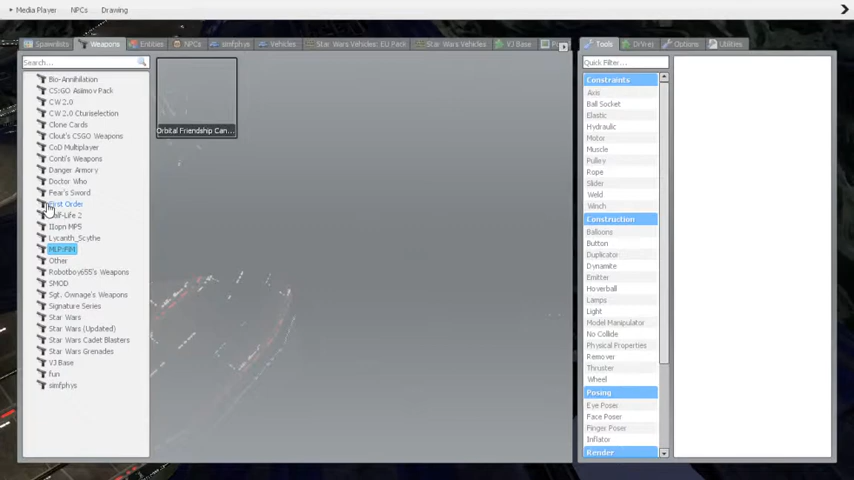 Media Player NPCs Drawing
Spawnlists Weapons Entities NPCs simfphys Vehicles Star Wars Vehicles: EU Pack Star Wars Vehicles VJ Base
Tools Options Utilities
Search...
Quick Filter...
Bio-Annihilation
CS:GO Asimov Pack
CW 2.0
CW 2.0 Cturiselection
Clone Cards
Clout's CSGO Weapons
CoD Multiplayer
Conti's Weapons
Danger Armory
Doctor Who
Fear's Sword
First Order
Half-Life 2
IIopn MP5
Lycanth_Scythe
MLP:FIM
Other
Robotboy655's Weapons
SMOD
Sgt. Ownage's Weapons
Signature Series
Star Wars
Star Wars (Updated)
Star Wars Cadet Blasters
Star Wars Grenades
VJ Base
fun
simfphys
Orbital Friendship Can...
Constraints
Axis
Ball Socket
Elastic
Hydraulic
Motor
Muscle
Pulley
Rope
Slider
Weld
Winch
Construction
Balloons
Button
Duplicator
Dynamite
Emitter
Hoverball
Lamps
Light
Model Manipulator
No Collide
Physical Properties
Remover
Thruster
Wheel
Posing
Eye Poser
Face Poser
Finger Poser
Inflator
Render